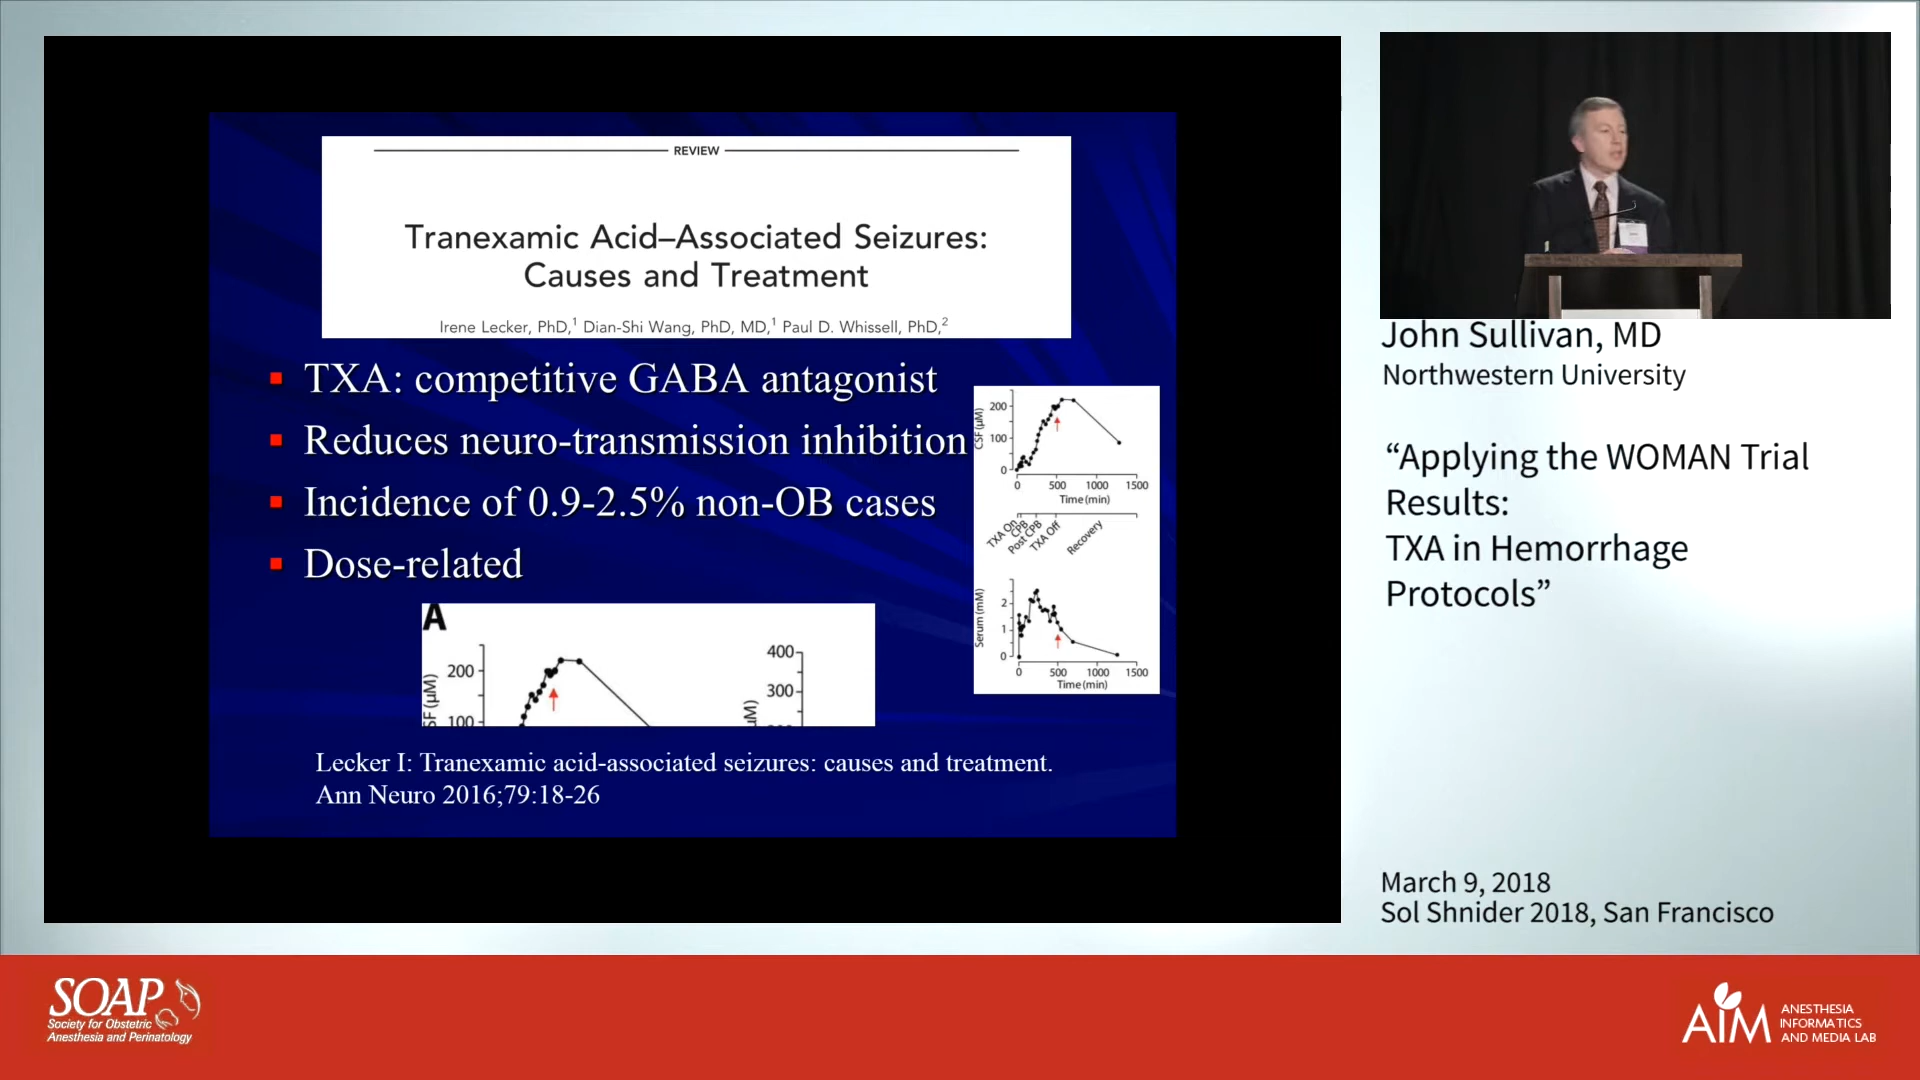 REVIEW
Tranexamic Acid–Associated Seizures:
Causes and Treatment
Irene Lecker, PhD,1 Dian-Shi Wang, PhD, MD,1 Paul D. Whissell, PhD,2
TXA: competitive GABA antagonist
Reduces neuro-transmission inhibition
Incidence of 0.9-2.5% non-OB cases
Dose-related
CSF (µM)
200
100
0
0 500 1000 1500
Time (min)
TXA On
CPB
Post CPB
TXA Off
Recovery
Serum (mM)
2
1
0
0 500 1000 1500
Time (min)
A
SF (µM)
200
100
400
300
µM)
Lecker I: Tranexamic acid-associated seizures: causes and treatment.
Ann Neuro 2016;79:18-26
John Sullivan, MD
Northwestern University
“Applying the WOMAN Trial
Results:
TXA in Hemorrhage
Protocols”
March 9, 2018
Sol Shnider 2018, San Francisco
SOAP
Society for Obstetric
Anesthesia and Perinatology
AIM
ANESTHESIA
INFORMATICS
AND MEDIA LAB